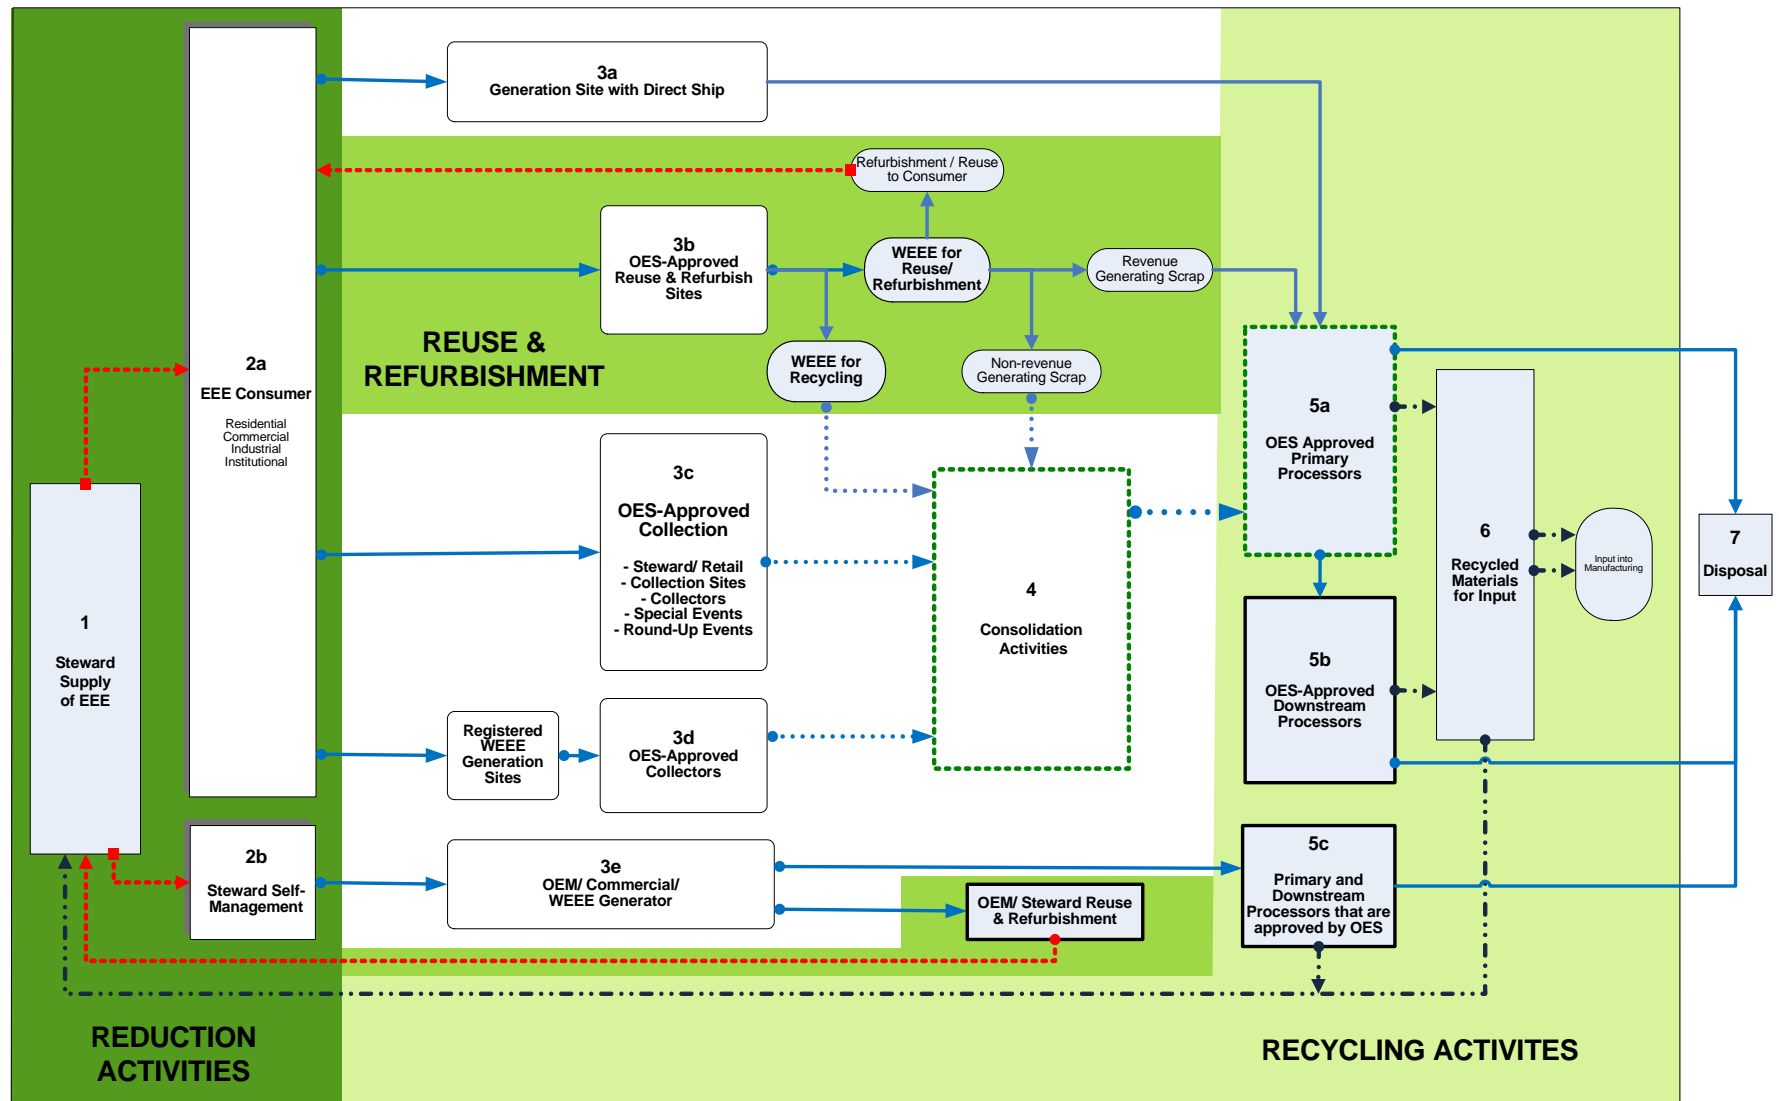 3a
Generation Site with Direct Ship
Refurbishment / Reuse
to Consumer
3b
OES-Approved
Reuse & Refurbish
Sites
WEEE for
Reuse/
Refurbishment
Revenue
Generating Scrap
REUSE &
REFURBISHMENT
WEEE for
Recycling
Non-revenue
Generating Scrap
2a
EEE Consumer
Residential
Commercial
Industrial
Institutional
5a
OES Approved
Primary
Processors
3c
OES-Approved
Collection
- Steward/ Retail
- Collection Sites
- Collectors
- Special Events
- Round-Up Events
4
Consolidation
Activities
6
Recycled
Materials
for Input
Input into
Manufacturing
7
Disposal
1
Steward
Supply
of EEE
5b
OES-Approved
Downstream
Processors
Registered
WEEE
Generation
Sites
3d
OES-Approved
Collectors
2b
Steward Self-
Management
3e
OEM/ Commercial/
WEEE Generator
OEM/ Steward Reuse
& Refurbishment
5c
Primary and
Downstream
Processors that are
approved by OES
REDUCTION
ACTIVITIES
RECYCLING ACTIVITES